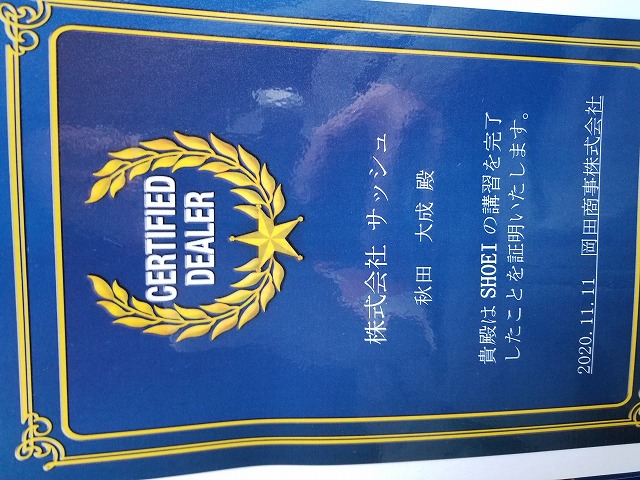 CERTIFIED
DEALER
株式会社 サッシュ
秋田 大成 殿
貴殿は SHOEI の講習を完了
したことを証明いたします。
2020.11.11 岡田商事株式会社